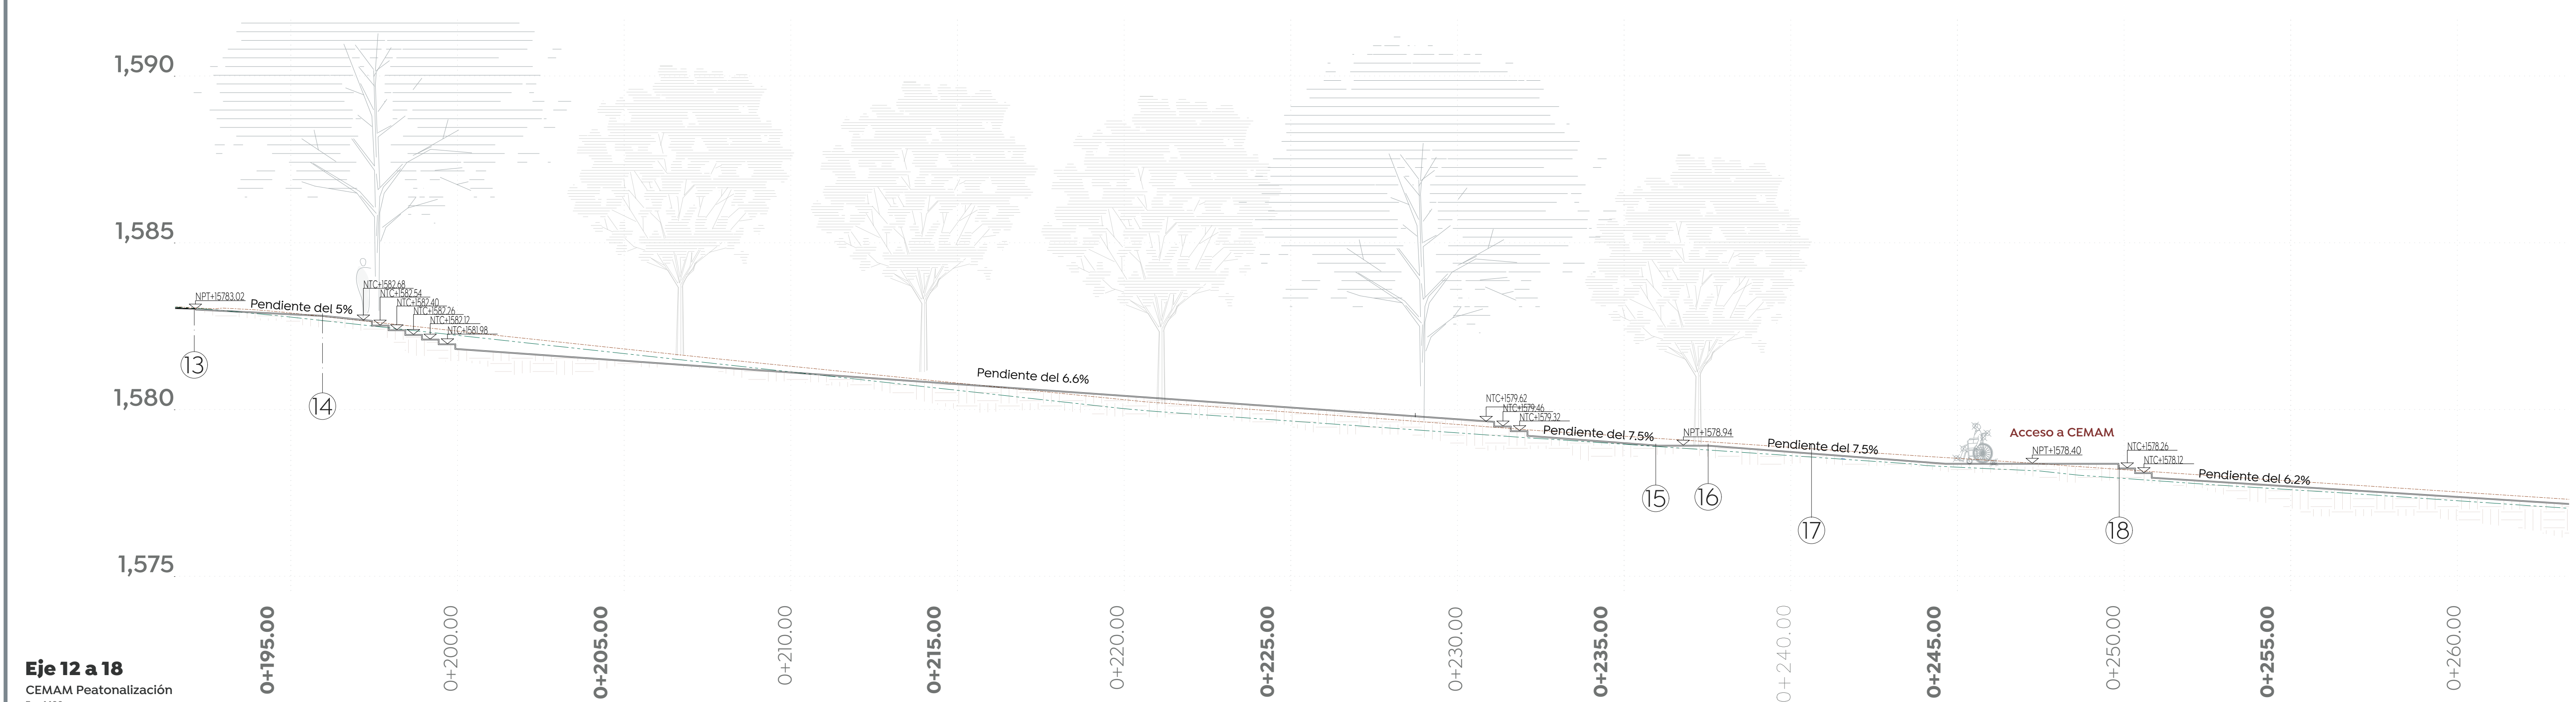 1,590
1,585
NPT+15783.02
Pendiente del 5%
NTC+1582.68
NTC+1582.54
NTC+1582.40
NTC+1582.26
NTC+1582.12
NTC+1581.98
13
14
1,580
Pendiente del 6.6%
NTC+1579.62
NTC+1579.46
NTC+1579.32
Pendiente del 7.5%
NPT+1578.94
Pendiente del 7.5%
Acceso a CEMAM
NPT+1578.40
NTC+1578.26
NTC+1578.12
Pendiente del 6.2%
15
16
17
18
1,575
0+195.00
0+200.00
0+205.00
0+210.00
0+215.00
0+220.00
0+225.00
0+230.00
0+235.00
0+240.00
0+245.00
0+250.00
0+255.00
0+260.00
Eje 12 a 18
CEMAM Peatonalización